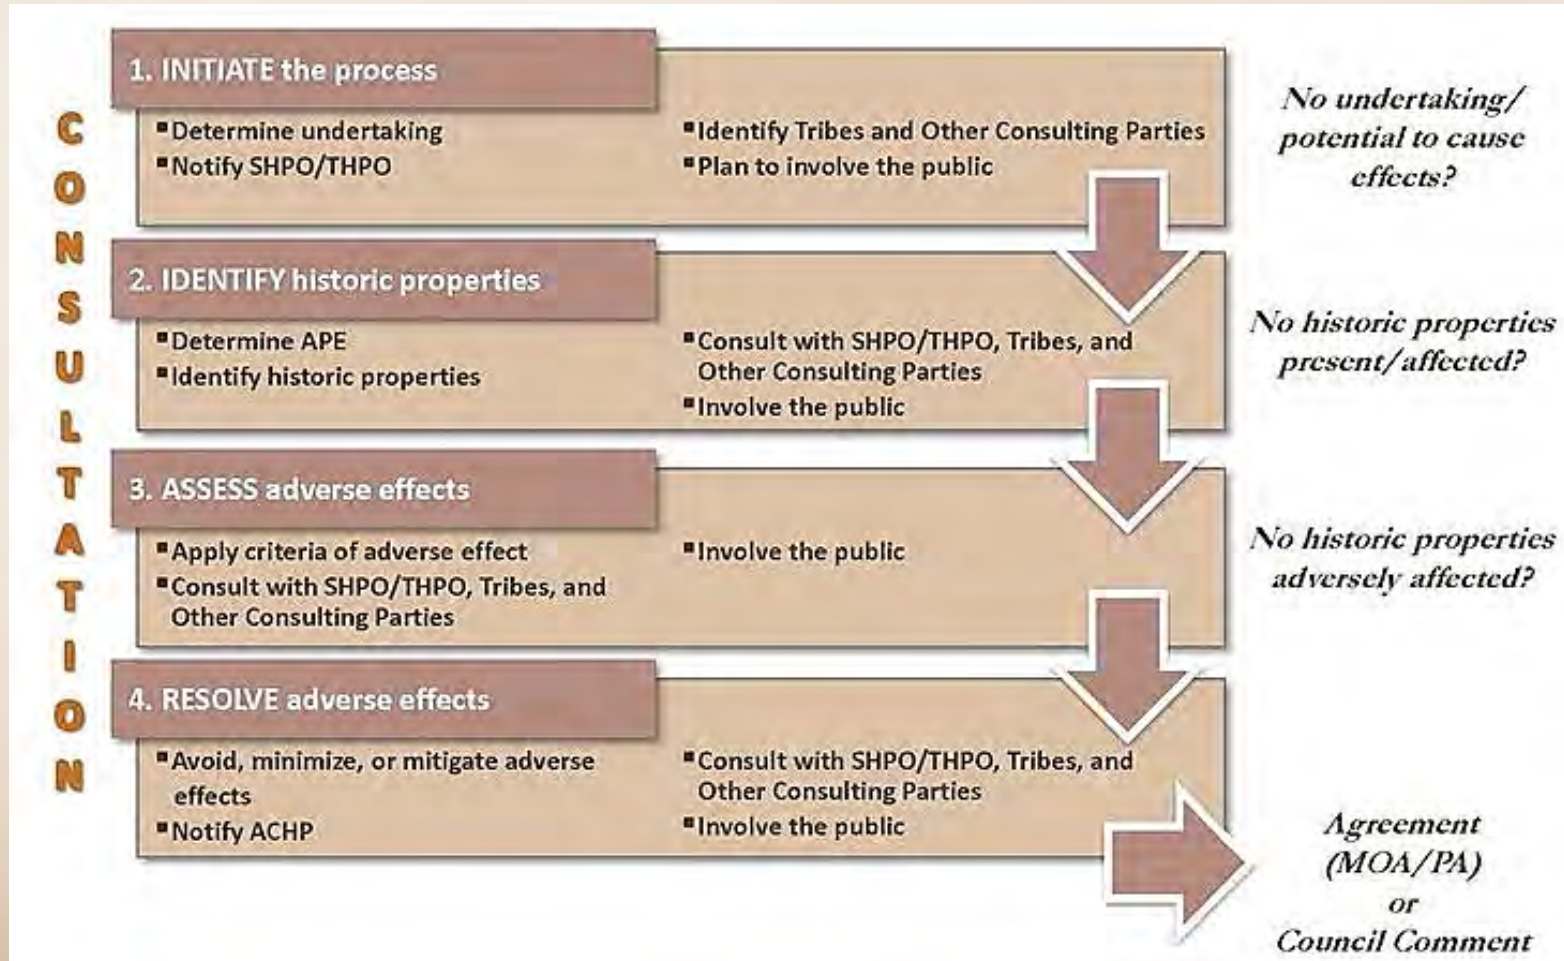 CONSULTATION
1. INITIATE the process
▪Determine undertaking
▪Notify SHPO/THPO
▪Identify Tribes and Other Consulting Parties
▪Plan to involve the public
No undertaking/
potential to cause
effects?
2. IDENTIFY historic properties
▪Determine APE
▪Identify historic properties
▪Consult with SHPO/THPO, Tribes, and
Other Consulting Parties
▪Involve the public
No historic properties
present/affected?
3. ASSESS adverse effects
▪Apply criteria of adverse effect
▪Consult with SHPO/THPO, Tribes, and
Other Consulting Parties
▪Involve the public
No historic properties
adversely affected?
4. RESOLVE adverse effects
▪Avoid, minimize, or mitigate adverse
effects
▪Notify ACHP
▪Consult with SHPO/THPO, Tribes, and
Other Consulting Parties
▪Involve the public
Agreement
(MOA/PA)
or
Council Comment